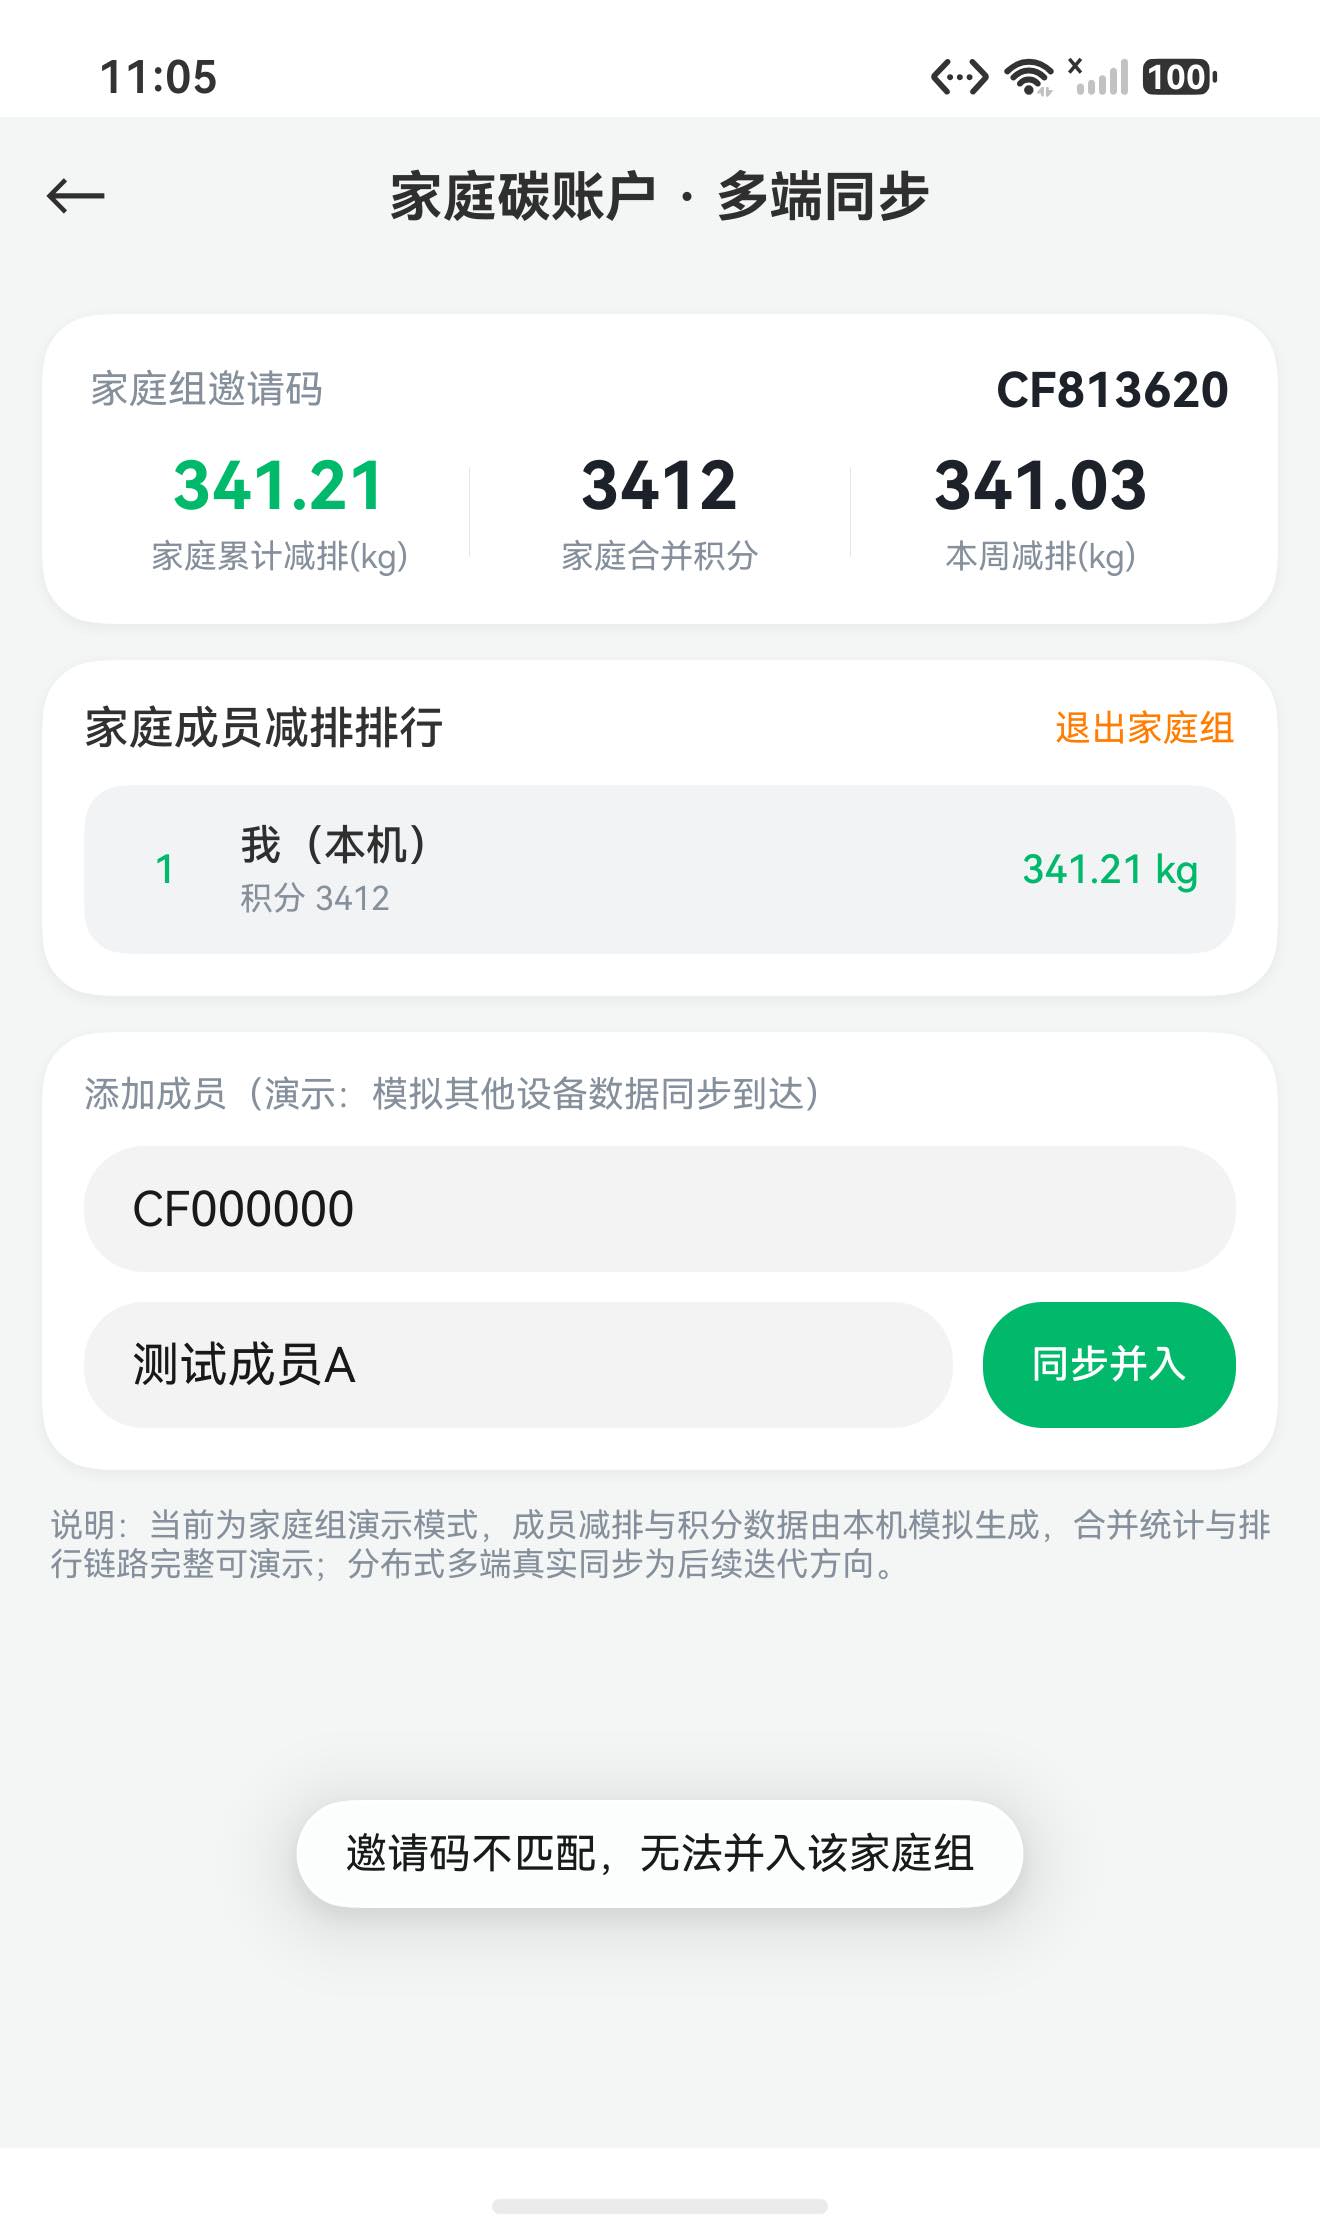 11:05
100
家庭碳账户 · 多端同步
家庭组邀请码 CF813620
341.21 3412 341.03
家庭累计减排(kg) 家庭合并积分 本周减排(kg)
家庭成员减排排行 退出家庭组
1 我（本机） 341.21 kg
积分 3412
添加成员（演示：模拟其他设备数据同步到达）
CF000000
测试成员A 同步并入
说明：当前为家庭组演示模式，成员减排与积分数据由本机模拟生成，合并统计与排
行链路完整可演示；分布式多端真实同步为后续迭代方向。
邀请码不匹配，无法并入该家庭组